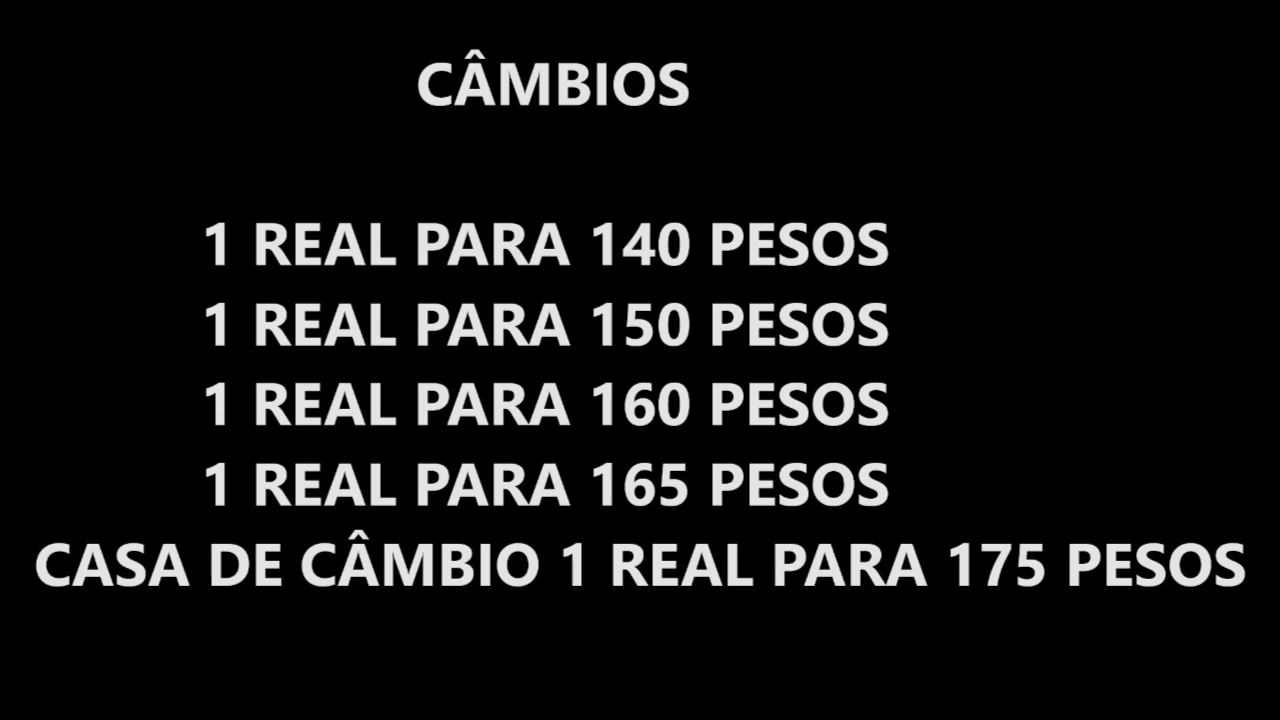 CÂMBIOS
1 REAL PARA 140 PESOS
1 REAL PARA 150 PESOS
1 REAL PARA 160 PESOS
1 REAL PARA 165 PESOS
CASA DE CÂMBIO 1 REAL PARA 175 PESOS